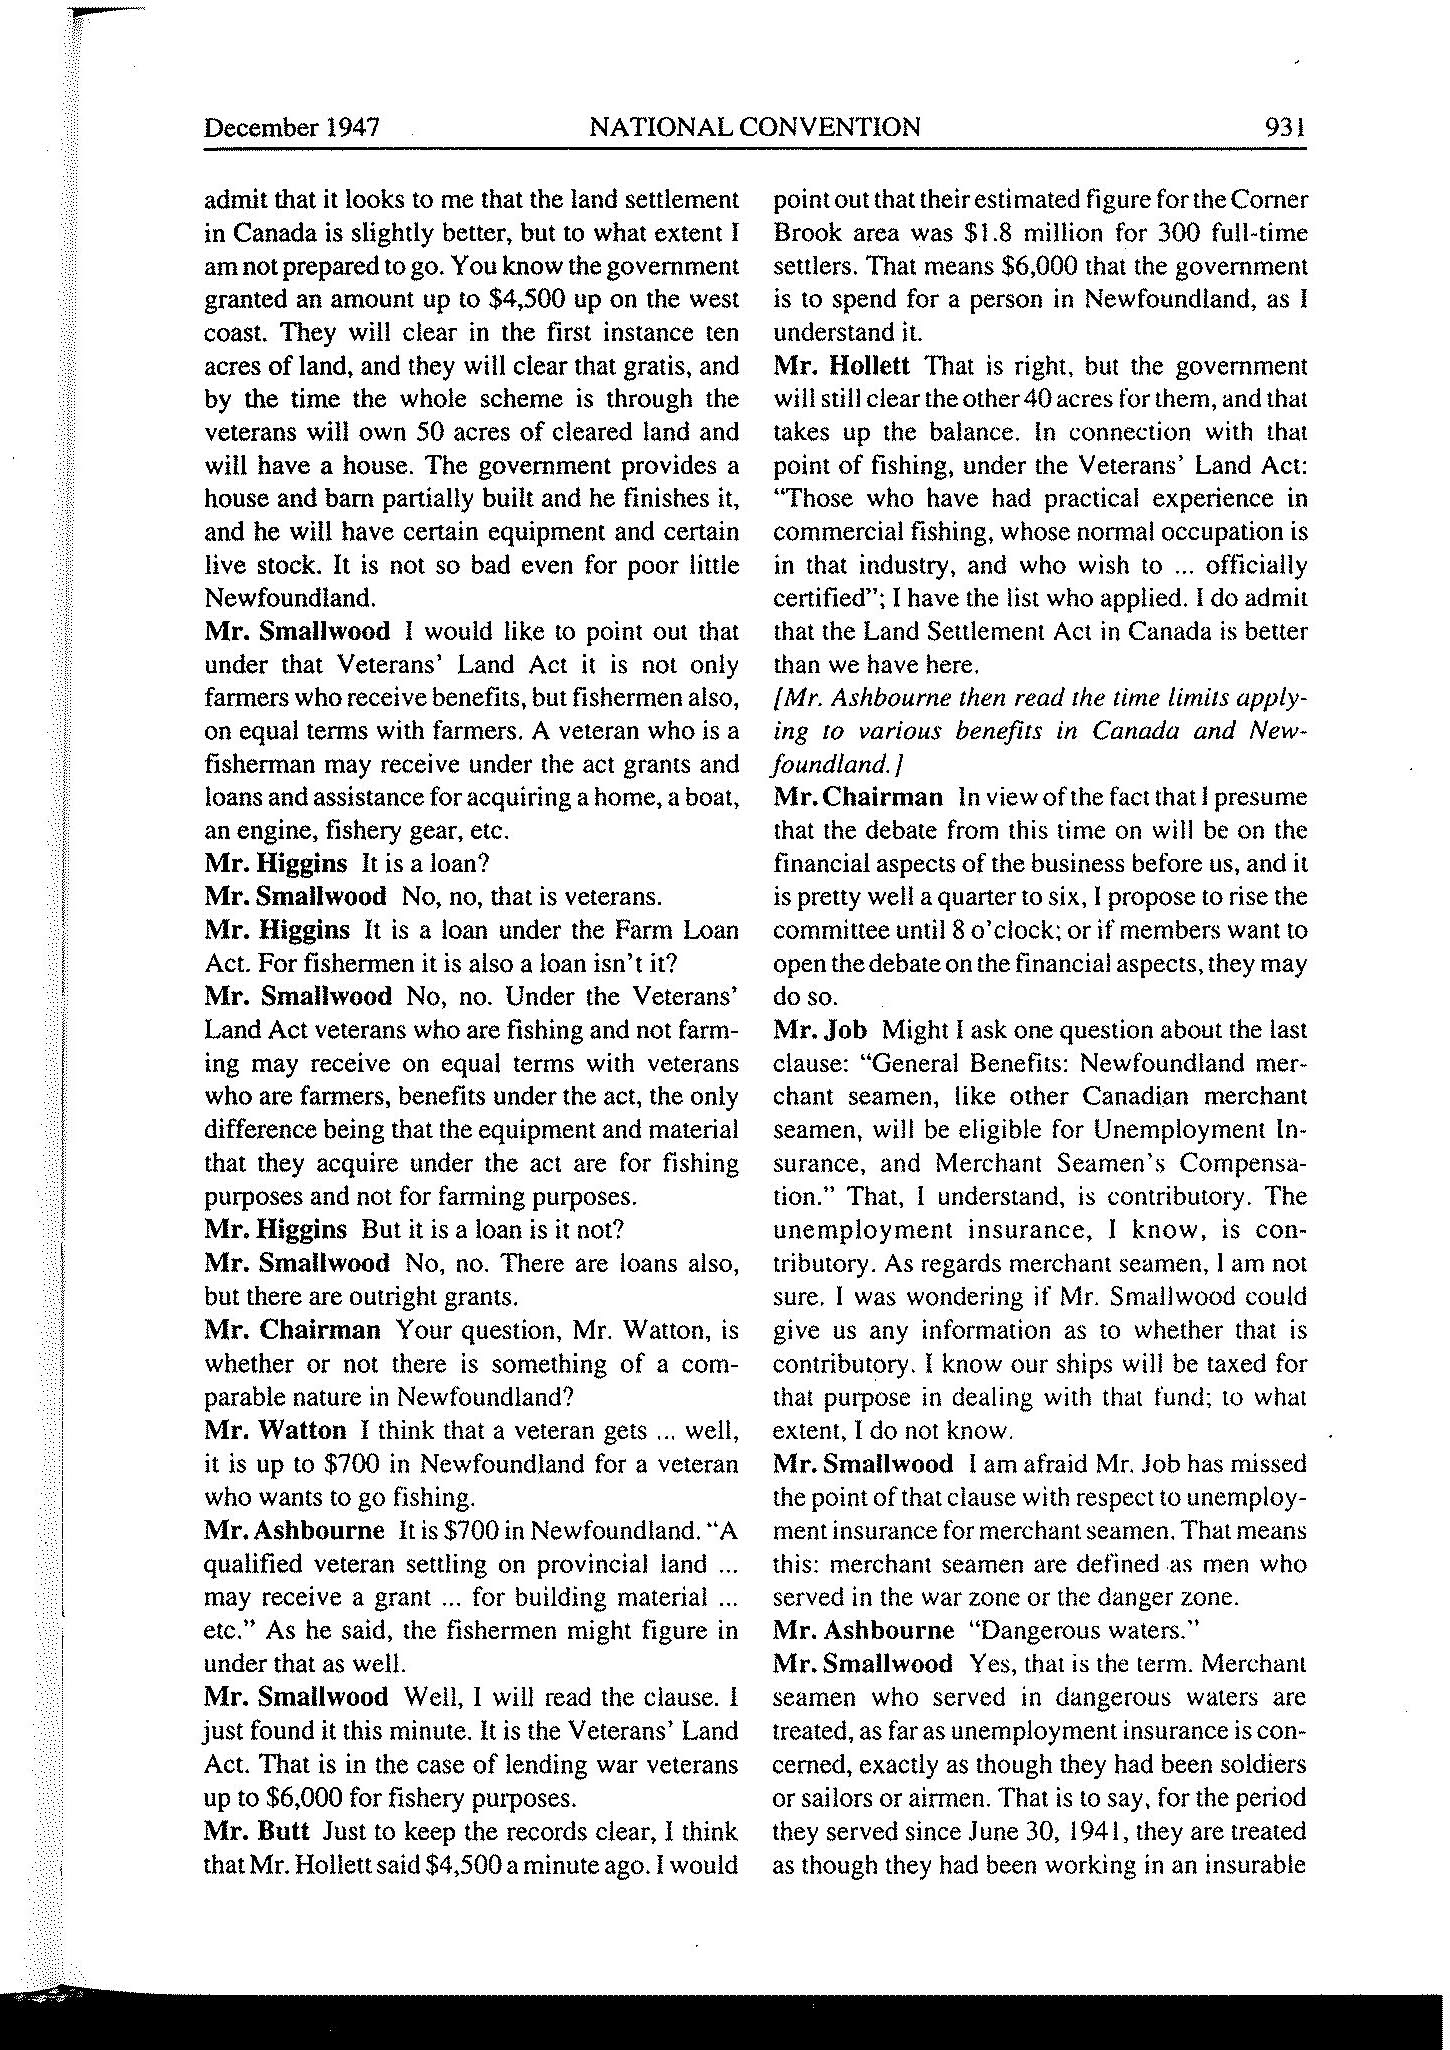 December 1947 NATIONAL CONVENTION 931
admit that it looks to me that the land settlement
in Canada is slightly better, but to what extent I
am not prepared to go. You know the government
granted an amount up to $4,500 up on the west
coast. They will clear in the first instance ten
acres of land, and they will clear that gratis, and
by the time the whole scheme is through the
veterans will own 50 acres of cleared land and
will have a house. The government provides a
house and barn partially built and he finishes it,
and he will have certain equipment and certain
live stock. It is not so bad even for poor little
Newfoundland.
Mr. Smallwood I would like to point out that
under that Veterans' Land Act it is not only
farmers who receive benefits, but fishermen also,
on equal terms with farmers. A veteran who is a
fisherman may receive under the act grants and
loans and assistance for acquiring a home, a boat,
an engine, fishery gear, etc.
Mr. Higgins It is a loan?
Mr. Smallwood No, no, that is veterans.
Mr. Higgins It is a loan under the Farm Loan
Act. For fishermen it is also a loan isn't it?
Mr. Smallwood No, no. Under the Veterans'
Land Act veterans who are fishing and not farm-
ing may receive on equal terms with veterans
who are farmers, benefits under the act, the only
difference being that the equipment and material
that they acquire under the act are for fishing
purposes and not for farming purposes.
Mr. Higgins But it is a loan is it not?
Mr. Smallwood No, no. There are loans also,
but there are outright grants.
Mr. Chairman Your question, Mr. Watton, is
whether or not there is something of a com-
parable nature in Newfoundland?
Mr. Watton I think that a veteran gets ... well,
it is up to $700 in Newfoundland for a veteran
who wants to go fishing.
Mr. Ashbourne It is $700 in Newfoundland. "A
qualified veteran settling on provincial land ...
may receive a grant ... for building material ...
etc." As he said, the fishermen might figure in
under that as well.
Mr. Smallwood Well, I will read the clause. I
just found it this minute. It is the Veterans' Land
Act. That is in the case of lending war veterans
up to $6,000 for fishery purposes.
Mr. Butt Just to keep the records clear, I think
that Mr. Hollett said $4,500 a minute ago. I would
point out that their estimated figure for the Corner
Brook area was $1.8 million for 300 full-time
settlers. That means $6,000 that the government
is to spend for a person in Newfoundland, as I
understand it.
Mr. Hollett That is right, but the government
will still clear the other 40 acres for them, and that
takes up the balance. In connection with that
point of fishing, under the Veterans' Land Act:
"Those who have had practical experience in
commercial fishing, whose normal occupation is
in that industry, and who wish to ... officially
certified"; I have the list who applied. I do admit
that the Land Settlement Act in Canada is better
than we have here.
[Mr. Ashbourne then read the time limits apply-
ing to various benefits in Canada and New-
foundland.]
Mr. Chairman In view of the fact that I presume
that the debate from this time on will be on the
financial aspects of the business before us, and it
is pretty well a quarter to six, I propose to rise the
committee until 8 o'clock; or if members want to
open the debate on the financial aspects, they may
do so.
Mr. Job Might I ask one question about the last
clause: "General Benefits: Newfoundland mer-
chant seamen, like other Canadian merchant
seamen, will be eligible for Unemployment In-
surance, and Merchant Seamen's Compensa-
tion." That, I understand, is contributory. The
unemployment insurance, I know, is con-
tributory. As regards merchant seamen, I am not
sure. I was wondering if Mr. Smallwood could
give us any information as to whether that is
contributory. I know our ships will be taxed for
that purpose in dealing with that fund; to what
extent, I do not know.
Mr. Smallwood I am afraid Mr. Job has missed
the point of that clause with respect to unemploy-
ment insurance for merchant seamen. That means
this: merchant seamen are defined as men who
served in the war zone or the danger zone.
Mr. Ashbourne "Dangerous waters."
Mr. Smallwood Yes, that is the term. Merchant
seamen who served in dangerous waters are
treated, as far as unemployment insurance is con-
cerned, exactly as though they had been soldiers
or sailors or airmen. That is to say, for the period
they served since June 30, 1941, they are treated
as though they had been working in an insurable